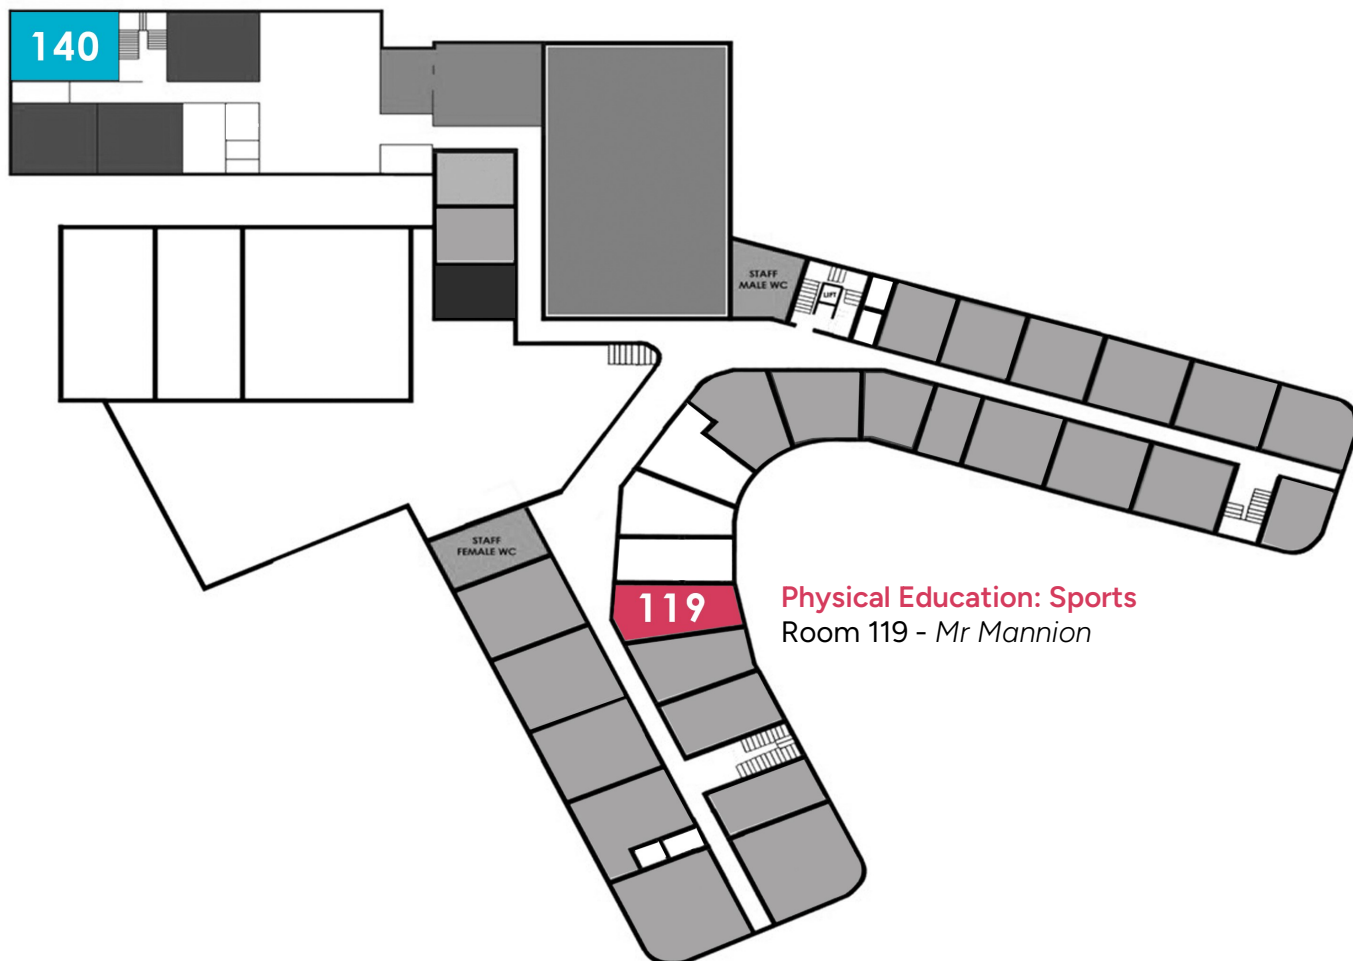 140
STAFF
MALE WC
LIFT
STAFF
FEMALE WC
119
Physical Education: Sports
Room 119 - Mr Mannion